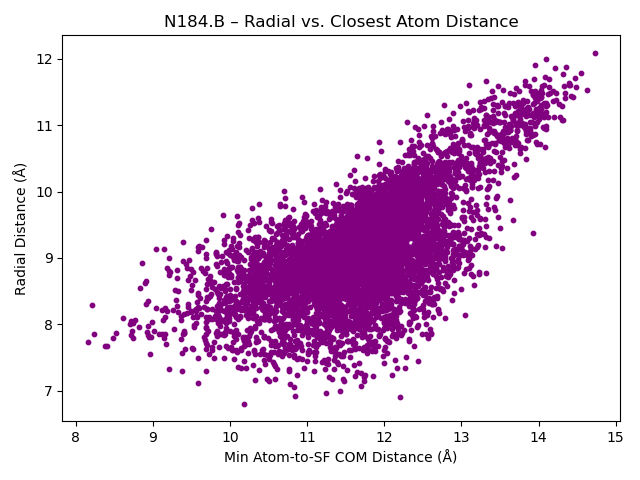 N184.B – Radial vs. Closest Atom Distance
Radial Distance (Å)
12
11
10
9
8
7
8 9 10 11 12 13 14 15
Min Atom-to-SF COM Distance (Å)